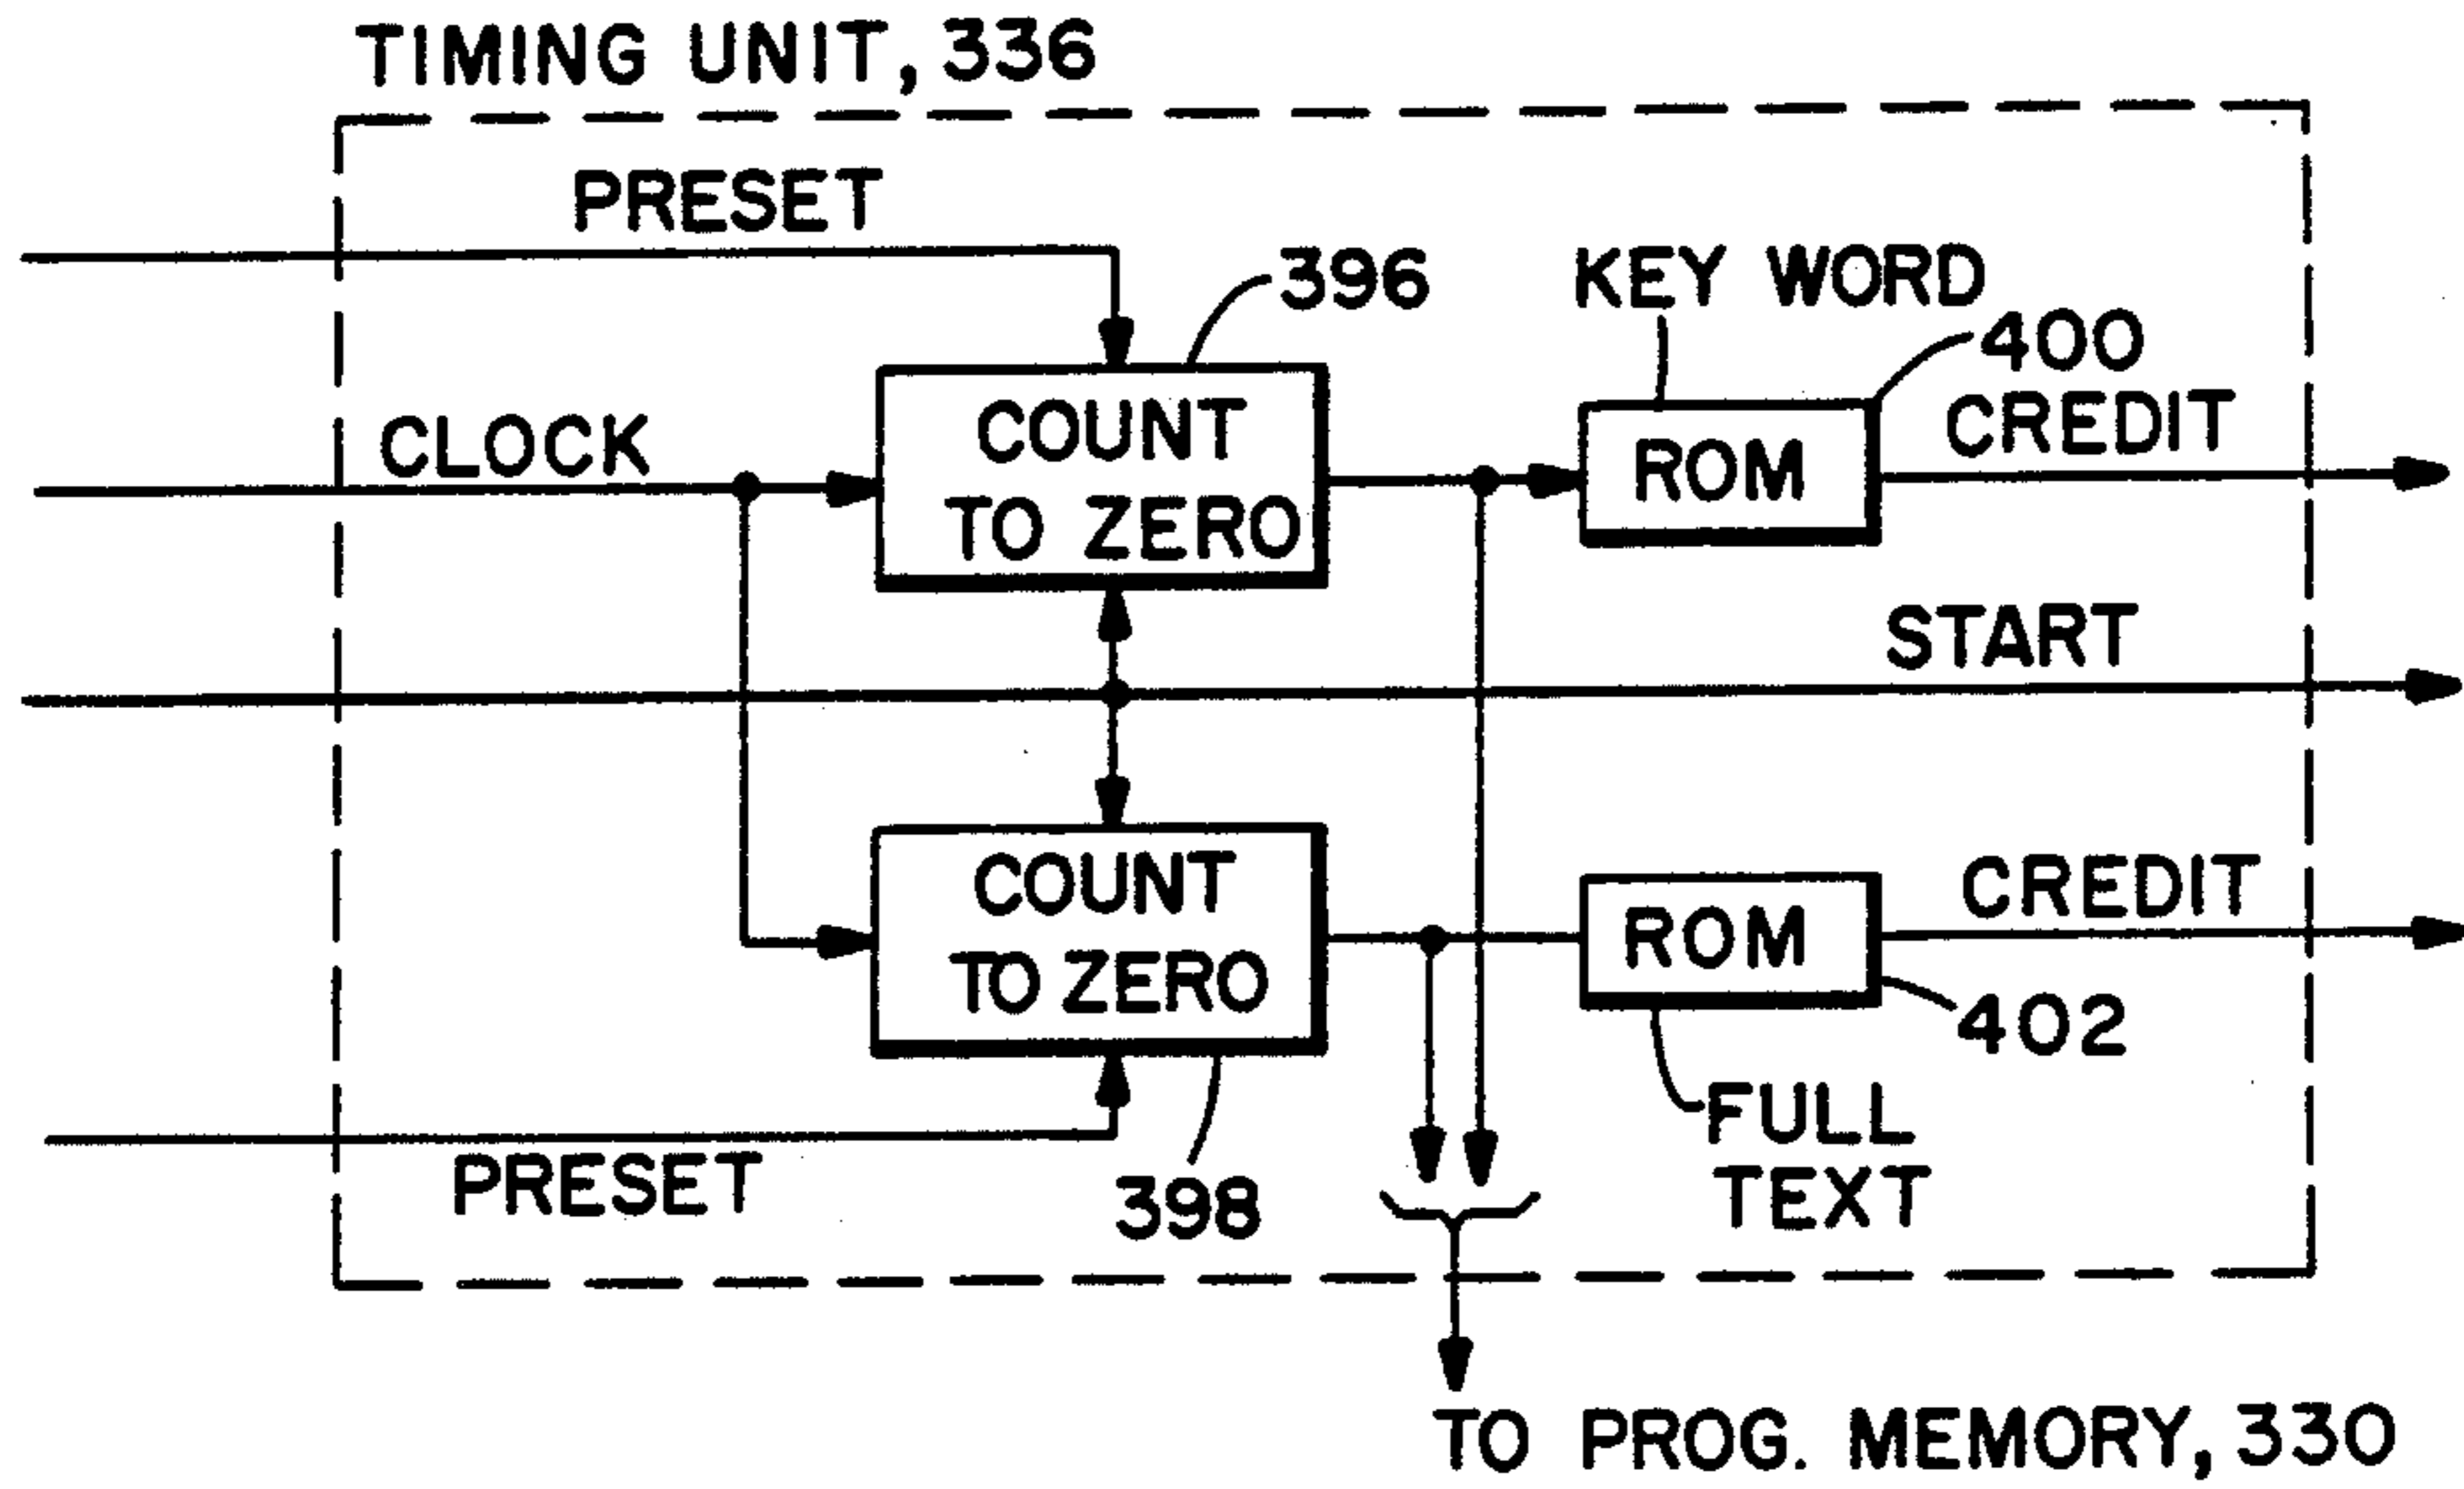 TIMING UNIT, 336
PRESET
396
KEY WORD
400
CLOCK
COUNT
TO ZERO
ROM
CREDIT
START
COUNT
TO ZERO
ROM
CREDIT
402
PRESET
398
FULL
TEXT
TO PROG. MEMORY, 330